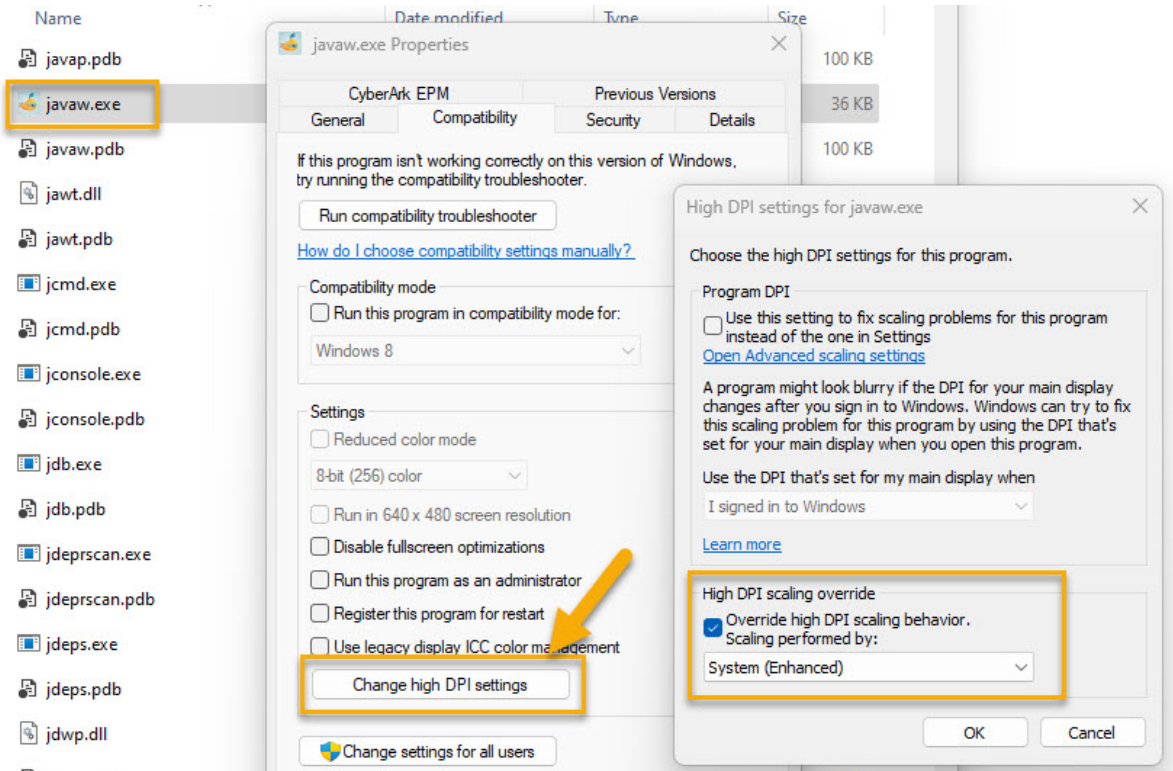 Name Date modified Type Size
javap.pdb 100 KB
javaw.exe 36 KB
javaw.pdb 100 KB
jawt.dll
jawt.pdb
jcmd.exe
jcmd.pdb
jconsole.exe
jconsole.pdb
jdb.exe
jdb.pdb
jdeprscan.exe
jdeprscan.pdb
jdeps.exe
jdeps.pdb
jdwp.dll
javaw.exe Properties
CyberArk EPM Previous Versions
General Compatibility Security Details
If this program isn't working correctly on this version of Windows,
try running the compatibility troubleshooter.
Run compatibility troubleshooter
How do I choose compatibility settings manually?
Compatibility mode
Run this program in compatibility mode for:
Windows 8
Settings
Reduced color mode
8-bit (256) color
Run in 640 x 480 screen resolution
Disable fullscreen optimizations
Run this program as an administrator
Register this program for restart
Use legacy display ICC color management
Change high DPI settings
Change settings for all users
High DPI settings for javaw.exe
Choose the high DPI settings for this program.
Program DPI
Use this setting to fix scaling problems for this program
instead of the one in Settings
Open Advanced scaling settings
A program might look blurry if the DPI for your main display
changes after you sign in to Windows. Windows can try to fix
this scaling problem for this program by using the DPI that's
set for your main display when you open this program.
Use the DPI that's set for my main display when
I signed in to Windows
Learn more
High DPI scaling override
Override high DPI scaling behavior.
Scaling performed by:
System (Enhanced)
OK Cancel